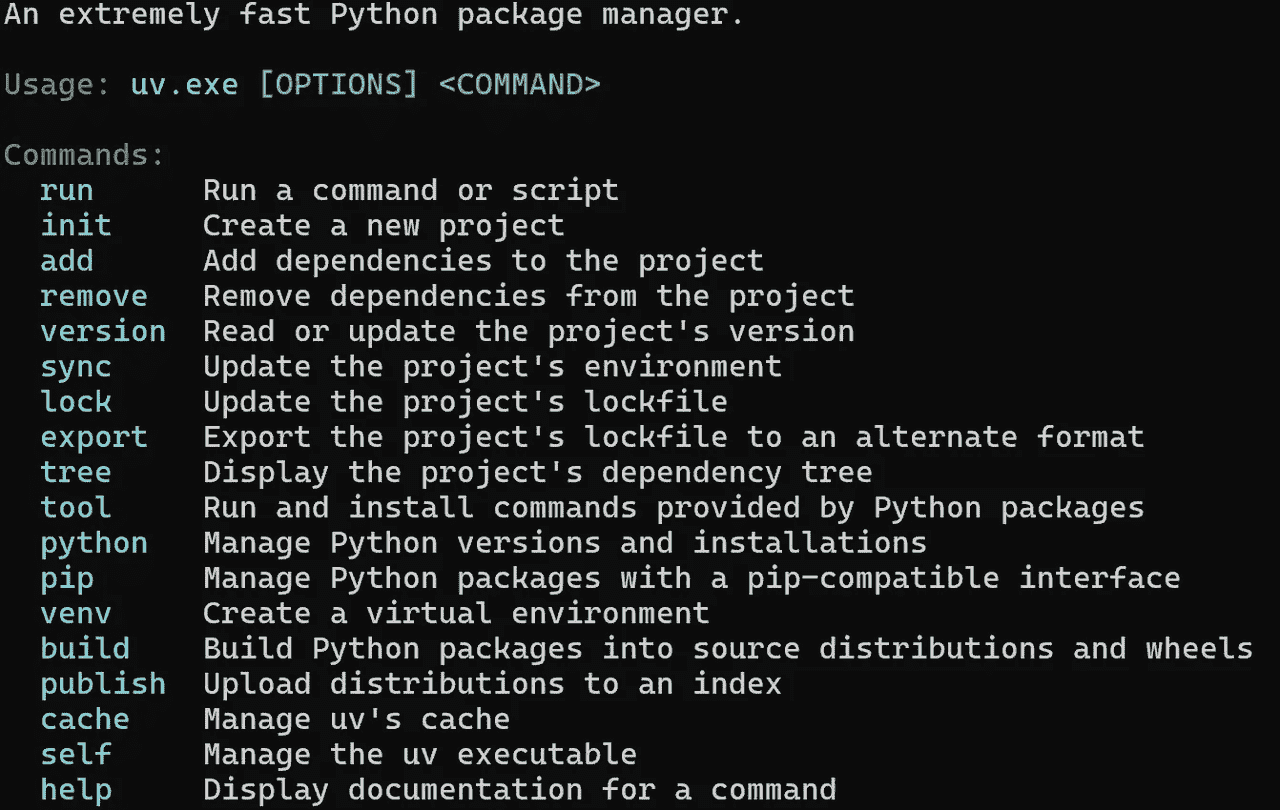 An extremely fast Python package manager.

Usage: uv.exe [OPTIONS] <COMMAND>

Commands:
  run      Run a command or script
  init     Create a new project
  add      Add dependencies to the project
  remove   Remove dependencies from the project
  version  Read or update the project's version
  sync     Update the project's environment
  lock     Update the project's lockfile
  export   Export the project's lockfile to an alternate format
  tree     Display the project's dependency tree
  tool     Run and install commands provided by Python packages
  python   Manage Python versions and installations
  pip      Manage Python packages with a pip-compatible interface
  venv     Create a virtual environment
  build    Build Python packages into source distributions and wheels
  publish  Upload distributions to an index
  cache    Manage uv's cache
  self     Manage the uv executable
  help     Display documentation for a command